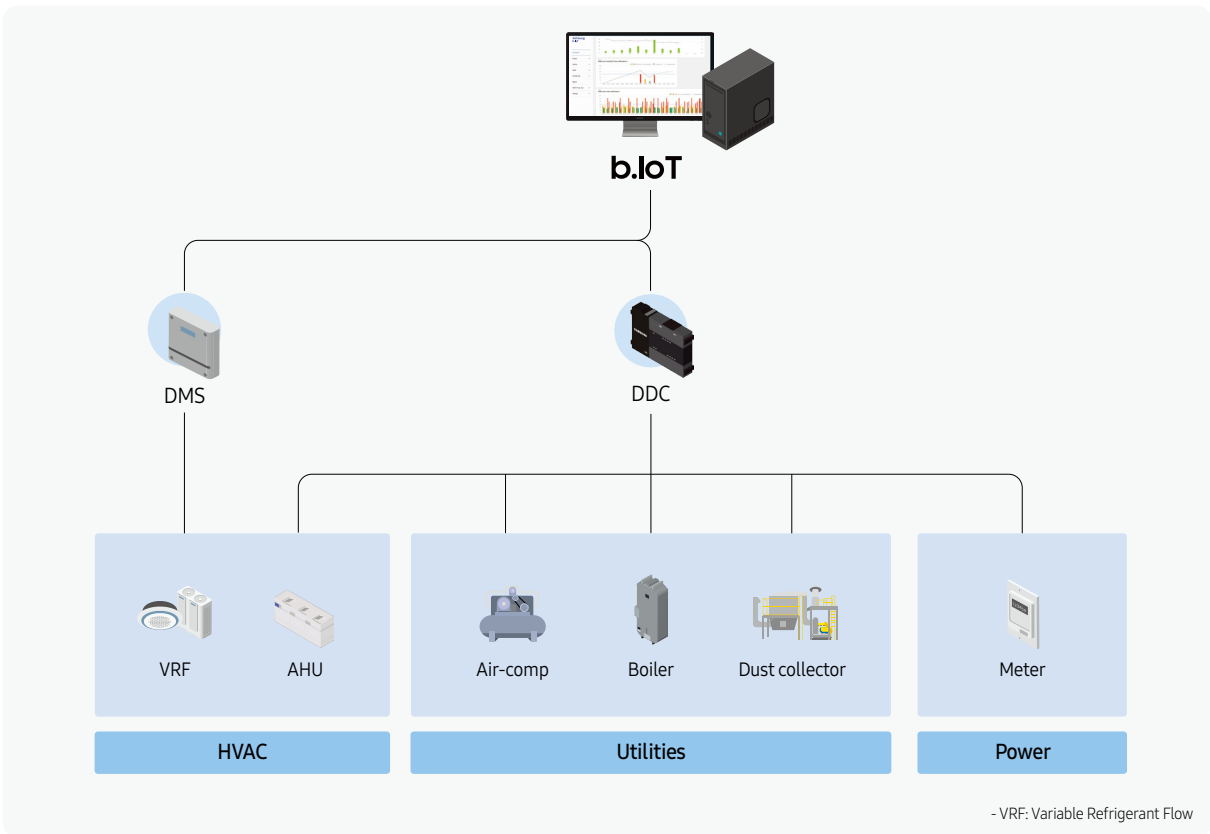 b.IoT
DMS
DDC
VRF
AHU
Air-comp
Boiler
Dust collector
Meter
HVAC
Utilities
Power
- VRF: Variable Refrigerant Flow